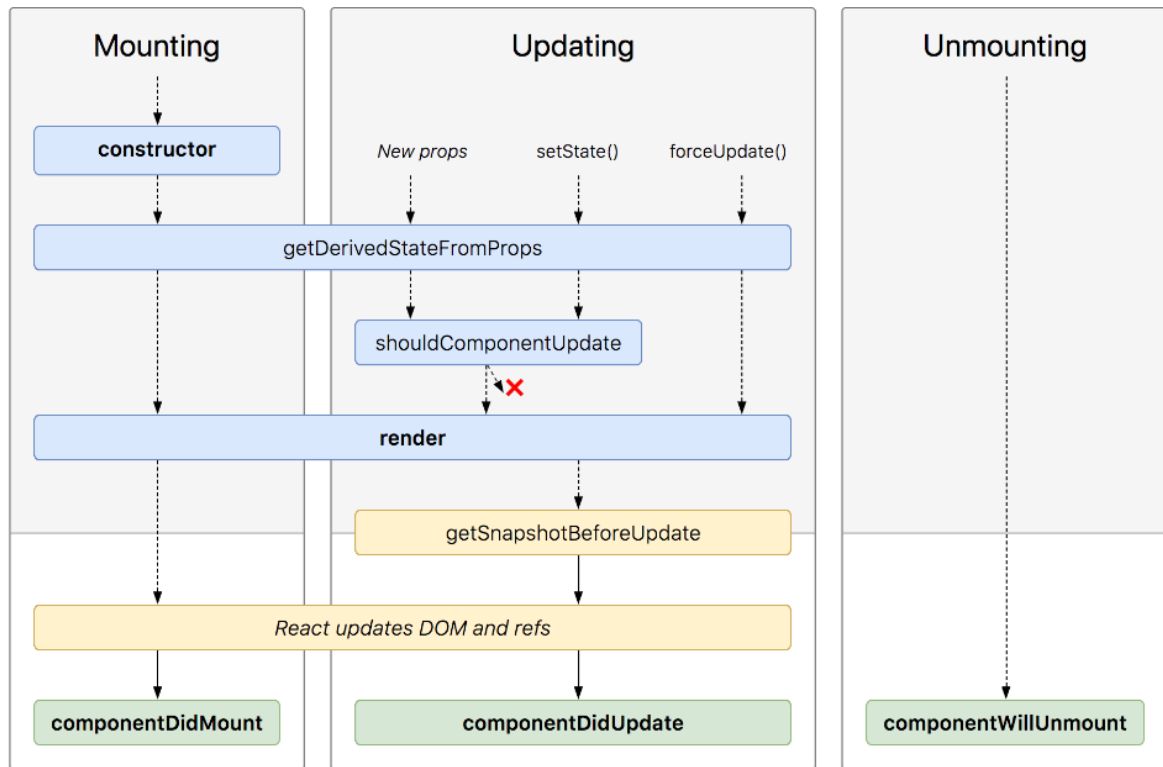 Mounting
Updating
Unmounting
constructor
New props
setState()
forceUpdate()
getDerivedStateFromProps
shouldComponentUpdate
render
getSnapshotBeforeUpdate
React updates DOM and refs
componentDidMount
componentDidUpdate
componentWillUnmount